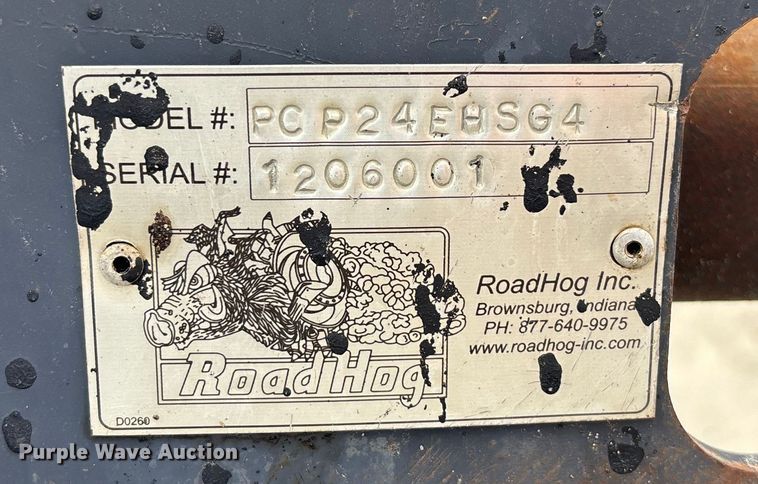 MODEL #: PCP24EHSG4
SERIAL #: 1206001
RoadHog
RoadHog Inc.
Brownsburg, Indiana
PH: 877-640-9975
www.roadhog-inc.com
D0260
Purple Wave Auction